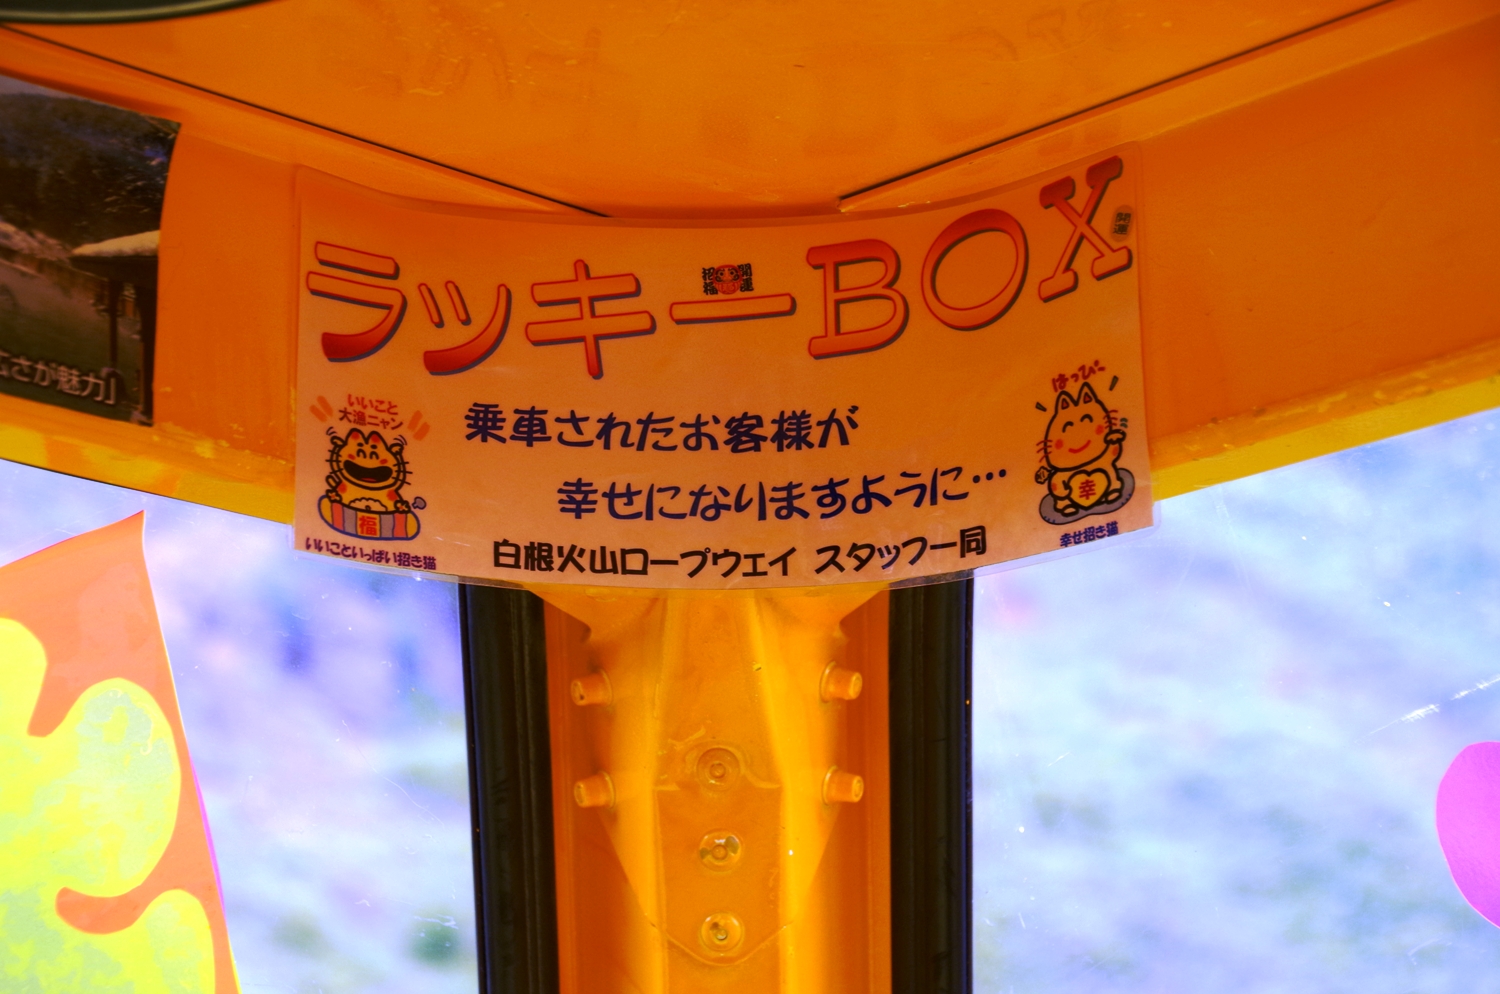 ラッキーBOX
招福
開運
開運
いいこと
大漁ニャン
はっぴー
乗車されたお客様が
幸せになりますように…
福
幸
いいこといっぱい招き猫
白根火山ロープウェイ スタッフ一同
幸せ招き猫
広さが魅力」